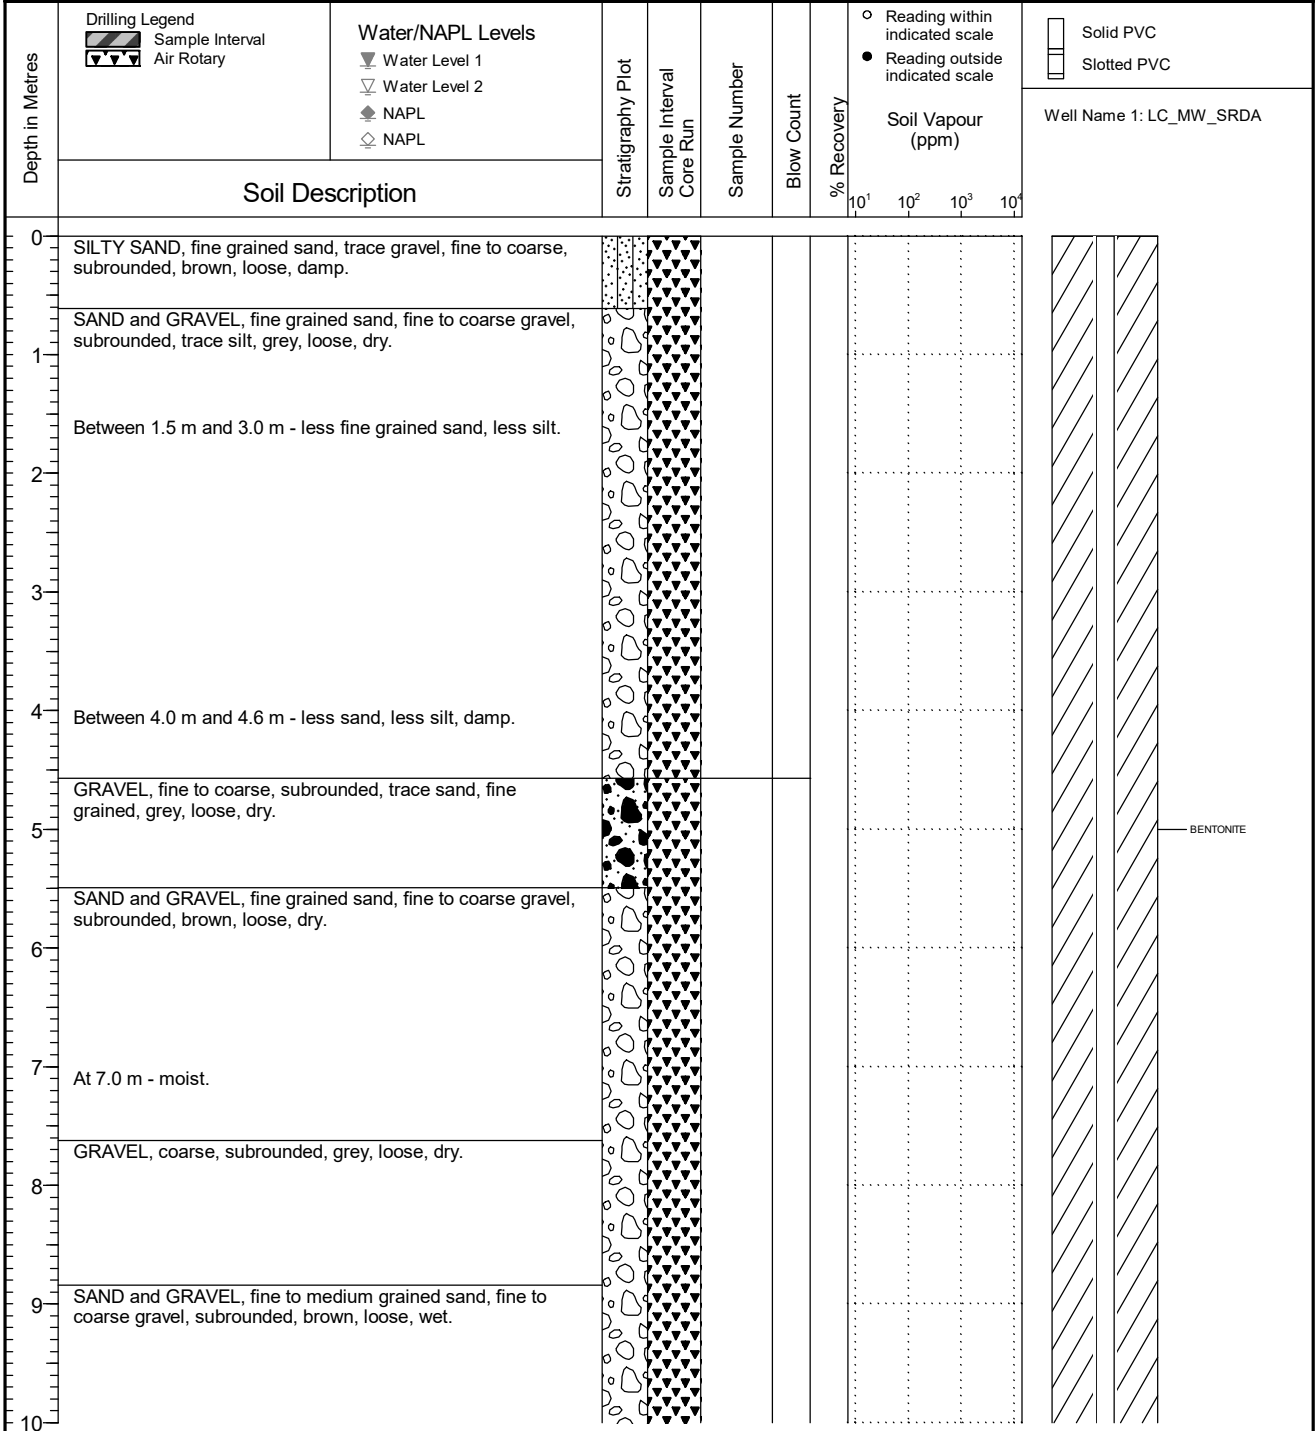 Drilling Legend
Sample Interval
Air Rotary
Water/NAPL Levels
Water Level 1
Water Level 2
NAPL
NAPL
Depth in Metres
Soil Description
Stratigraphy Plot
Sample Interval
Core Run
Sample Number
Blow Count
% Recovery
Reading within
indicated scale
Reading outside
indicated scale
Soil Vapour
(ppm)
10¹ 10² 10³ 10⁴
Solid PVC
Slotted PVC
Well Name 1: LC_MW_SRDA
0
SILTY SAND, fine grained sand, trace gravel, fine to coarse,
subrounded, brown, loose, damp.
SAND and GRAVEL, fine grained sand, fine to coarse gravel,
subrounded, trace silt, grey, loose, dry.
1
Between 1.5 m and 3.0 m - less fine grained sand, less silt.
2
3
4
Between 4.0 m and 4.6 m - less sand, less silt, damp.
GRAVEL, fine to coarse, subrounded, trace sand, fine
grained, grey, loose, dry.
5
BENTONITE
SAND and GRAVEL, fine grained sand, fine to coarse gravel,
subrounded, brown, loose, dry.
6
7
At 7.0 m - moist.
GRAVEL, coarse, subrounded, grey, loose, dry.
8
SAND and GRAVEL, fine to medium grained sand, fine to
9
coarse gravel, subrounded, brown, loose, wet.
10